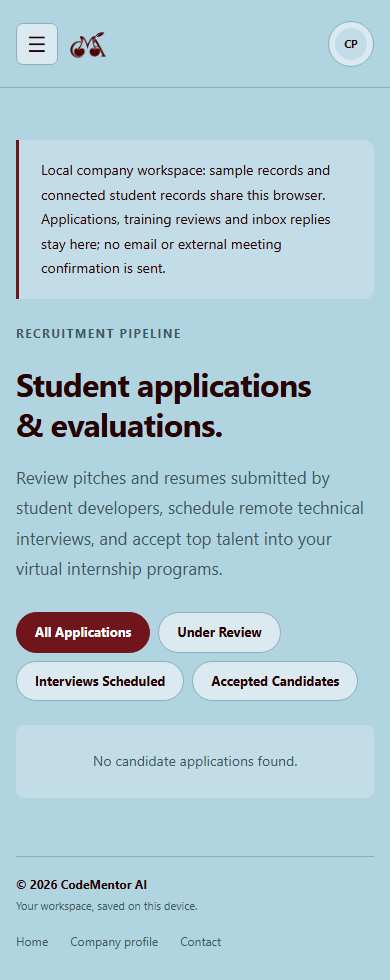 CP
Local company workspace: sample records and
connected student records share this browser.
Applications, training reviews and inbox replies
stay here; no email or external meeting
confirmation is sent.
RECRUITMENT PIPELINE
Student applications
& evaluations.
Review pitches and resumes submitted by
student developers, schedule remote technical
interviews, and accept top talent into your
virtual internship programs.
All Applications
Under Review
Interviews Scheduled
Accepted Candidates
No candidate applications found.
© 2026 CodeMentor AI
Your workspace, saved on this device.
Home
Company profile
Contact